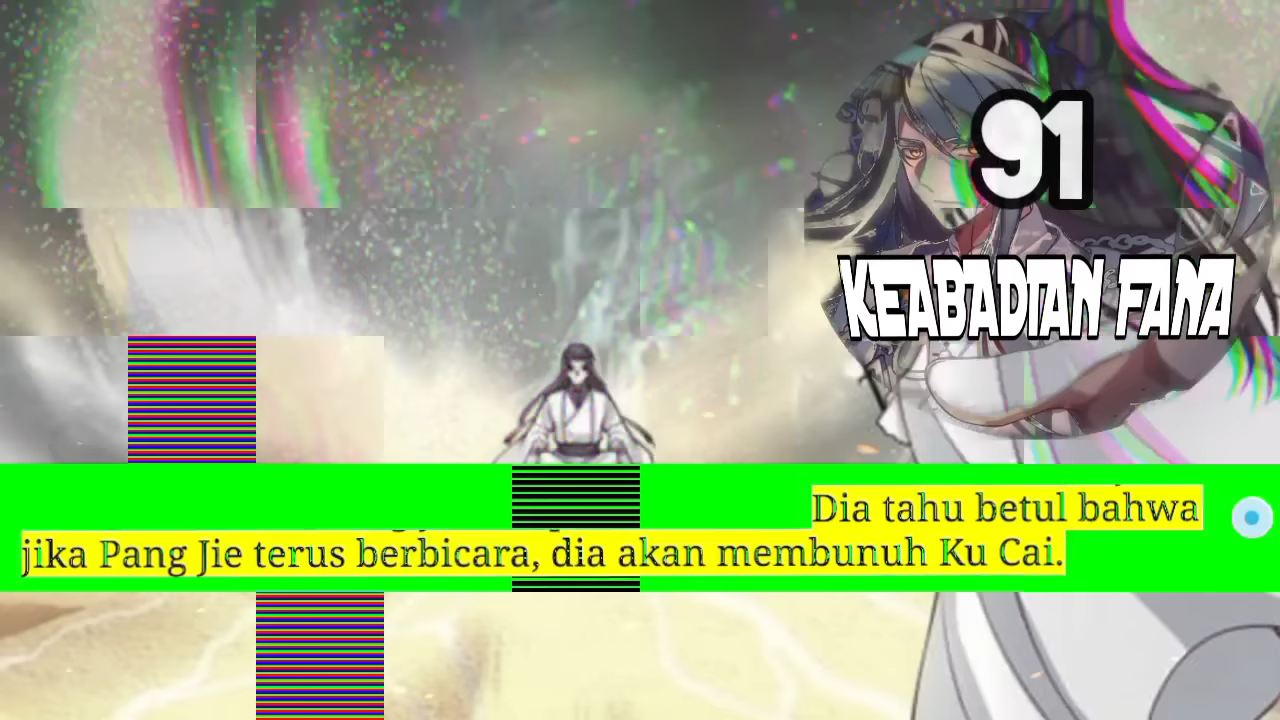 91
KEABADIAN FANA
Dia tahu betul bahwa
jika Pang Jie terus berbicara, dia akan membunuh Ku Cai.